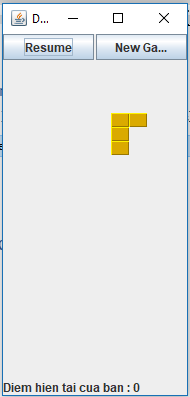 D...
Resume
New Ga...
Diem hien tai cua ban : 0